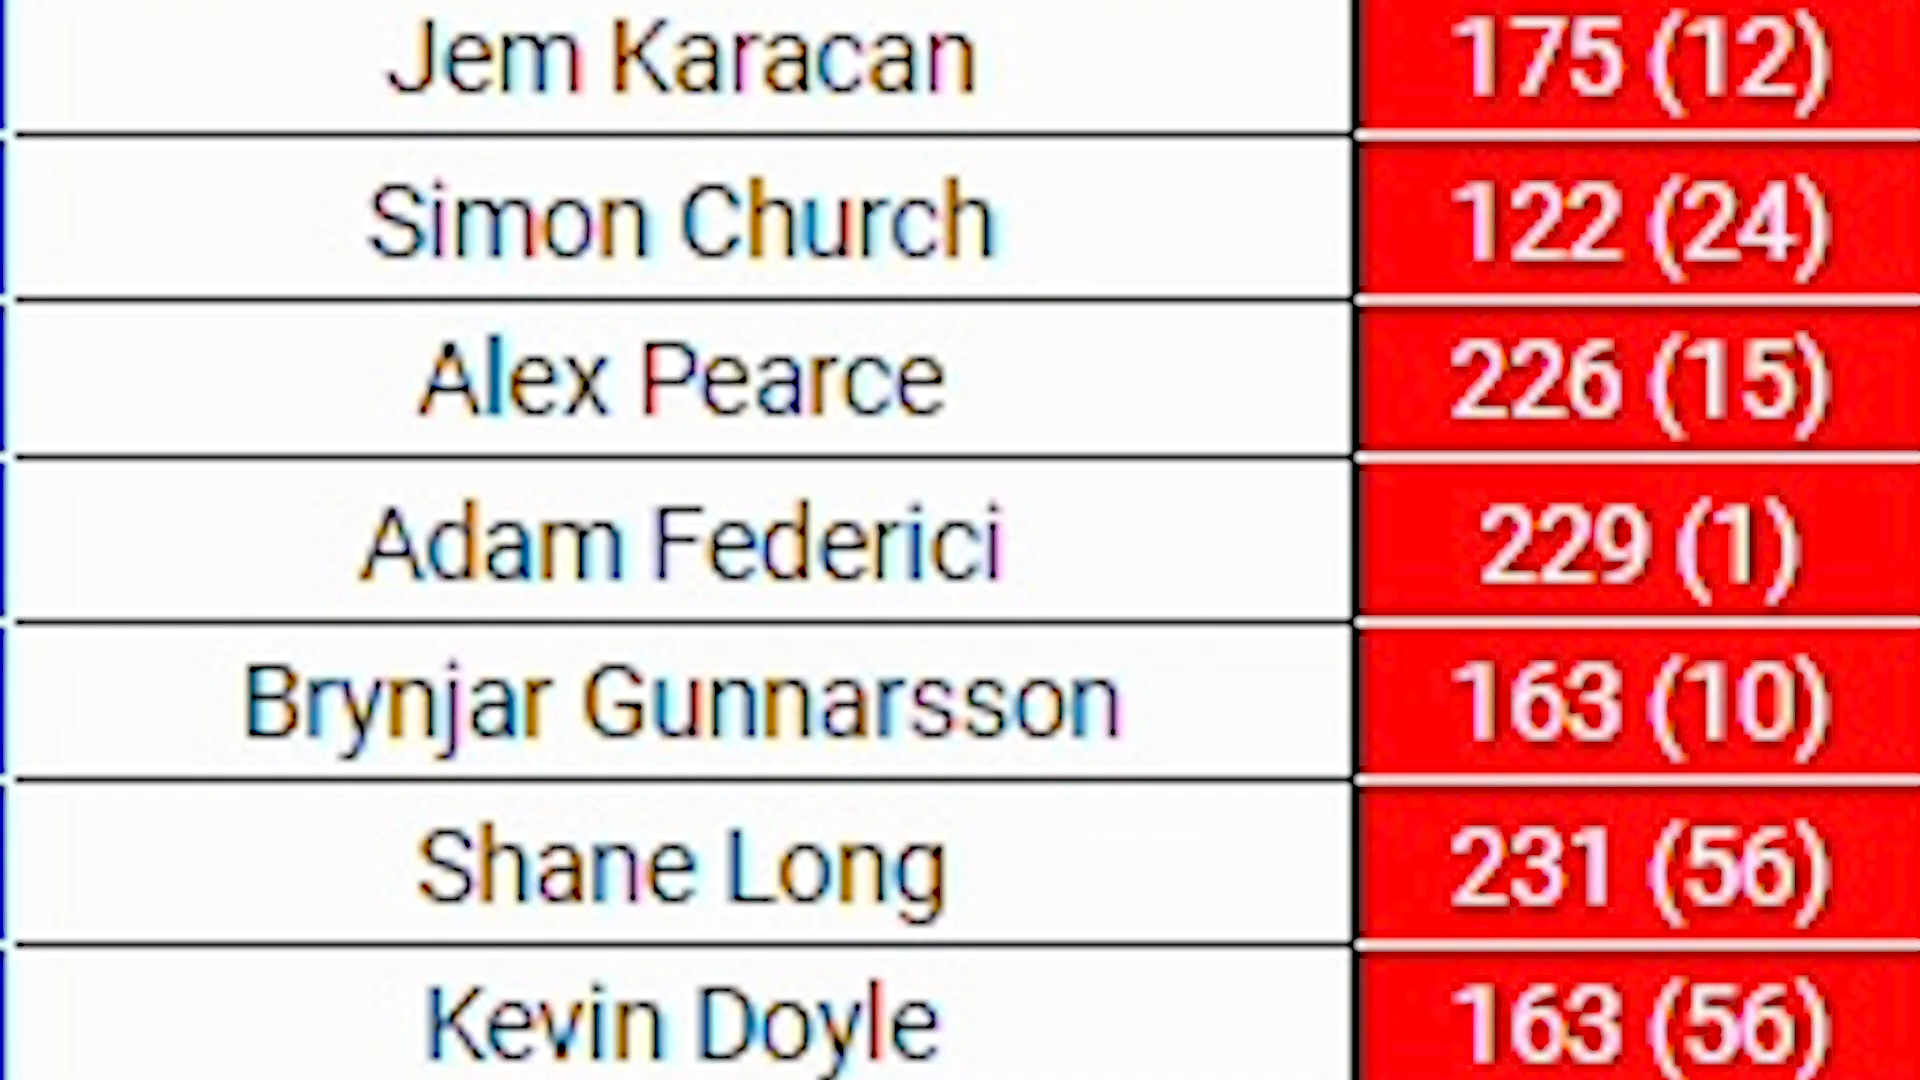 Jem Karacan 175 (12)
Simon Church 122 (24)
Alex Pearce 226 (15)
Adam Federici 229 (1)
Brynjar Gunnarsson 163 (10)
Shane Long 231 (56)
Kevin Doyle 163 (56)